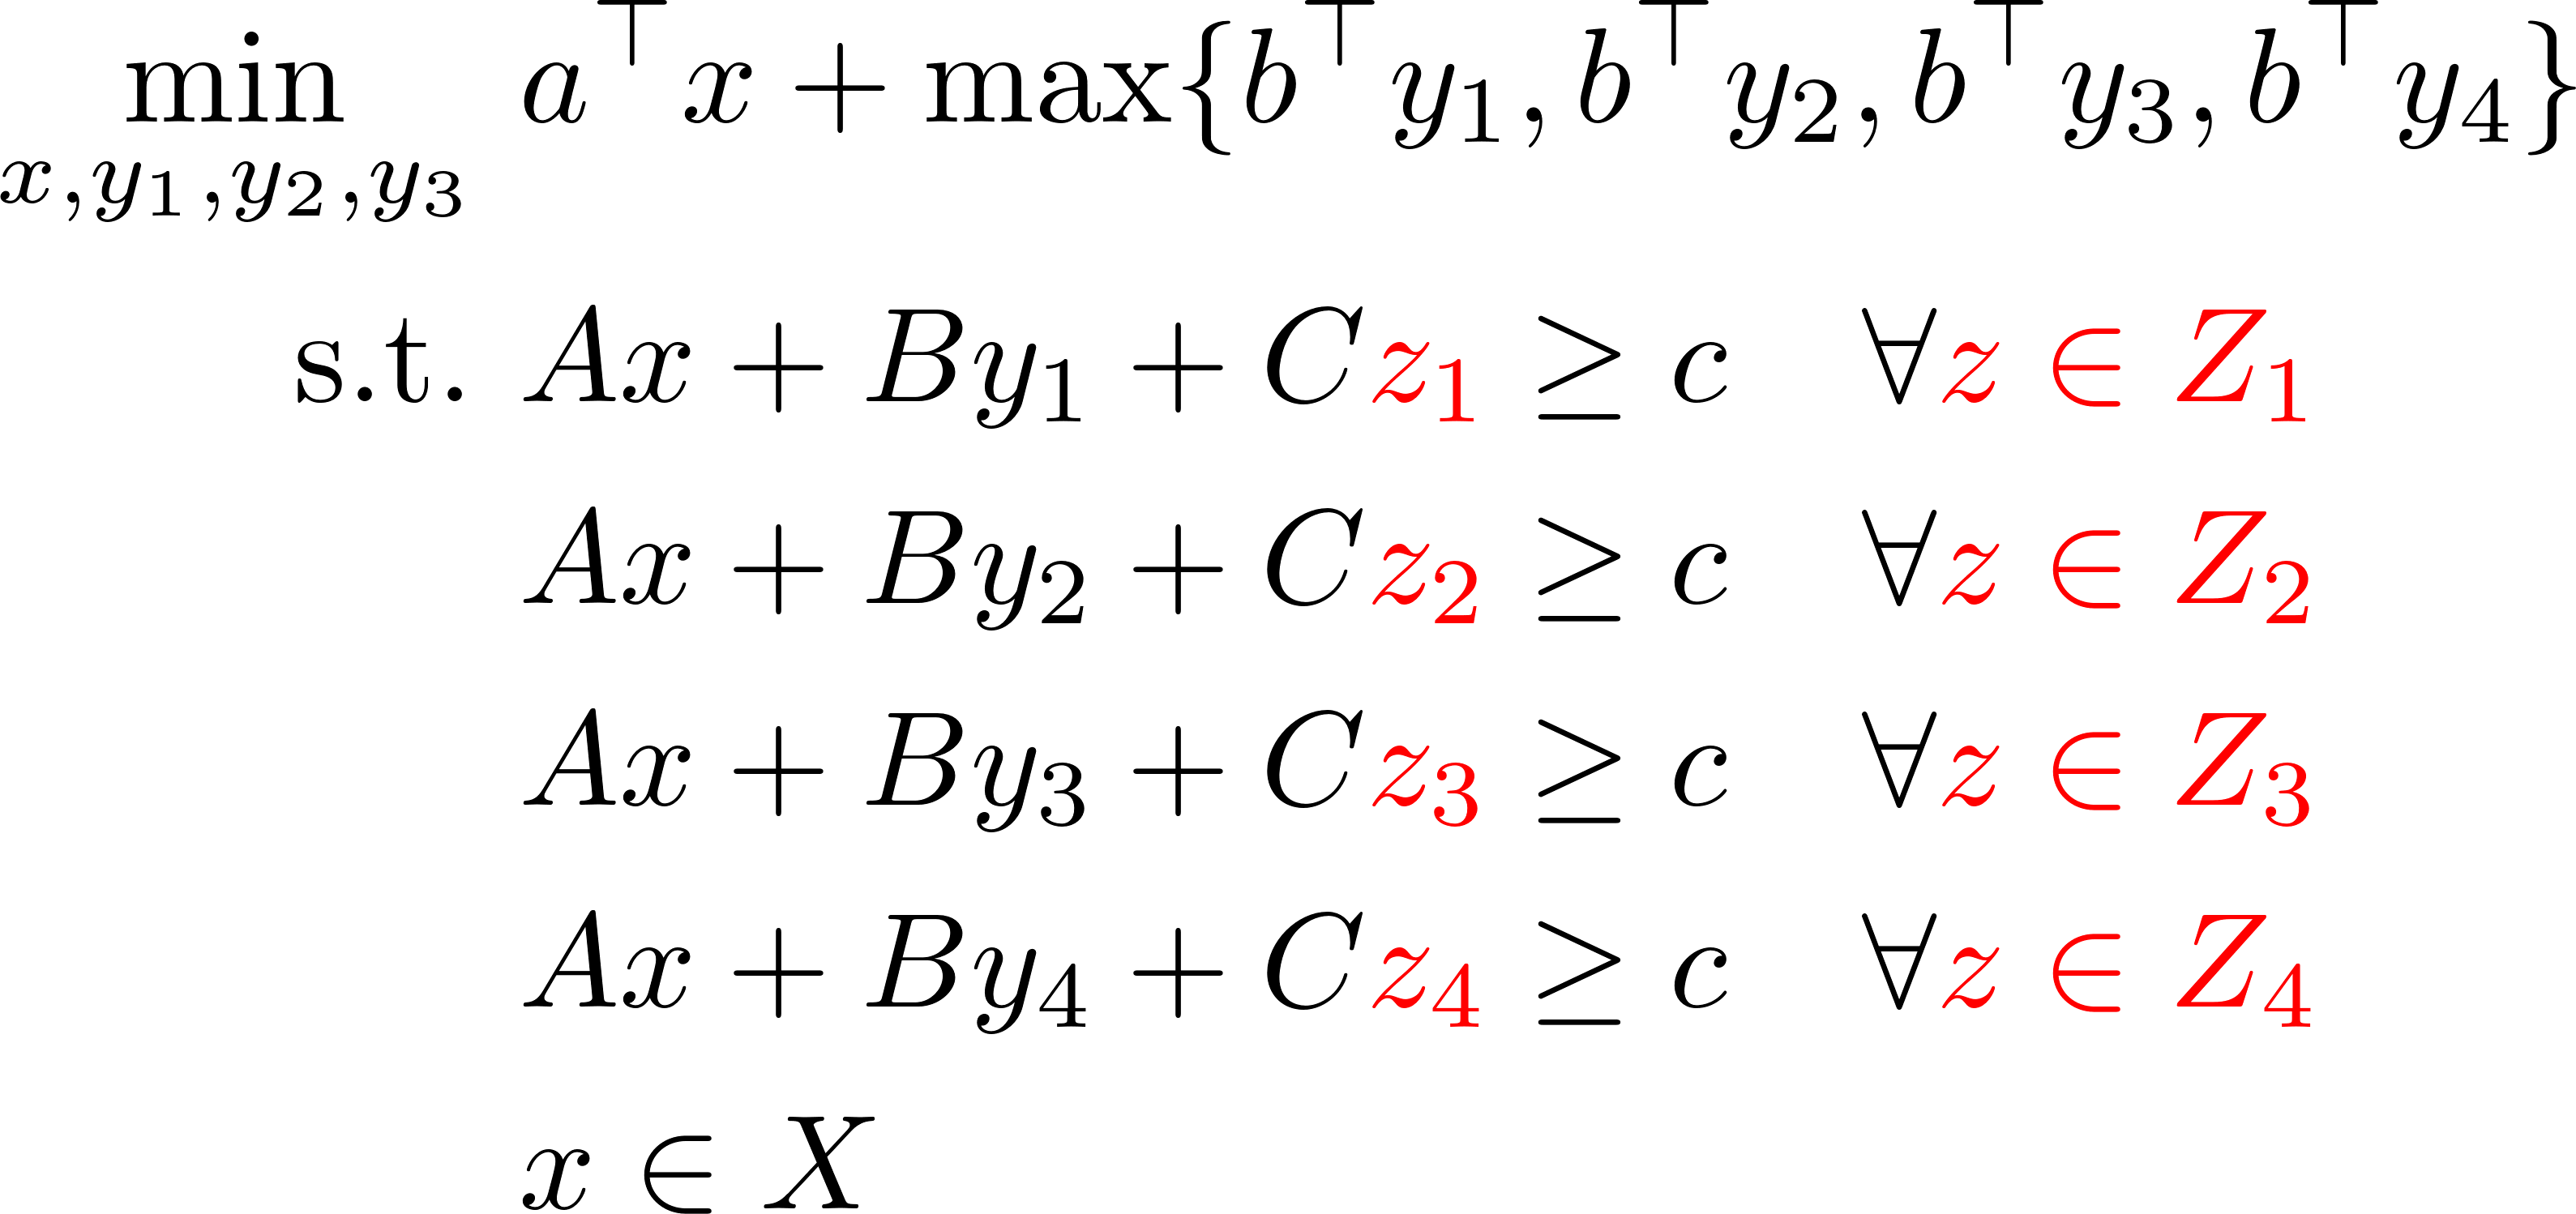 min a⊤x + max{b⊤y₁, b⊤y₂, b⊤y₃, b⊤y₄}
x,y₁,y₂,y₃
s.t. Ax + By₁ + Cz₁ ≥ c ∀z ∈ Z₁
Ax + By₂ + Cz₂ ≥ c ∀z ∈ Z₂
Ax + By₃ + Cz₃ ≥ c ∀z ∈ Z₃
Ax + By₄ + Cz₄ ≥ c ∀z ∈ Z₄
x ∈ X